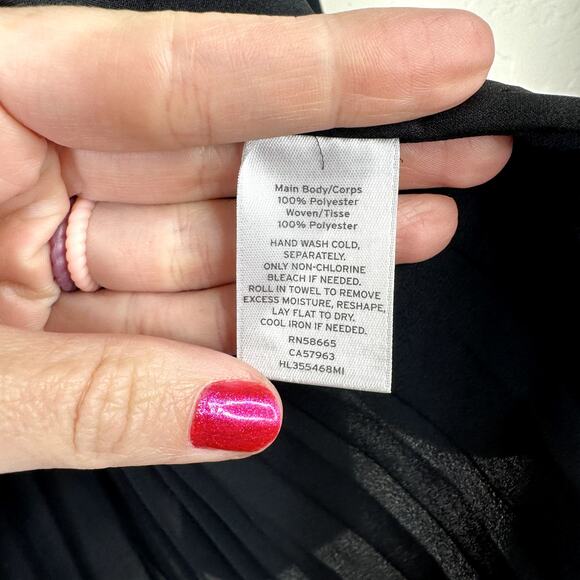 Main Body/Corps
100% Polyester
Woven/Tisse
100% Polyester
HAND WASH COLD,
SEPARATELY.
ONLY NON-CHLORINE
BLEACH IF NEEDED.
ROLL IN TOWEL TO REMOVE
EXCESS MOISTURE, RESHAPE,
LAY FLAT TO DRY.
COOL IRON IF NEEDED.
RN58665
CA57963
HL355468MI